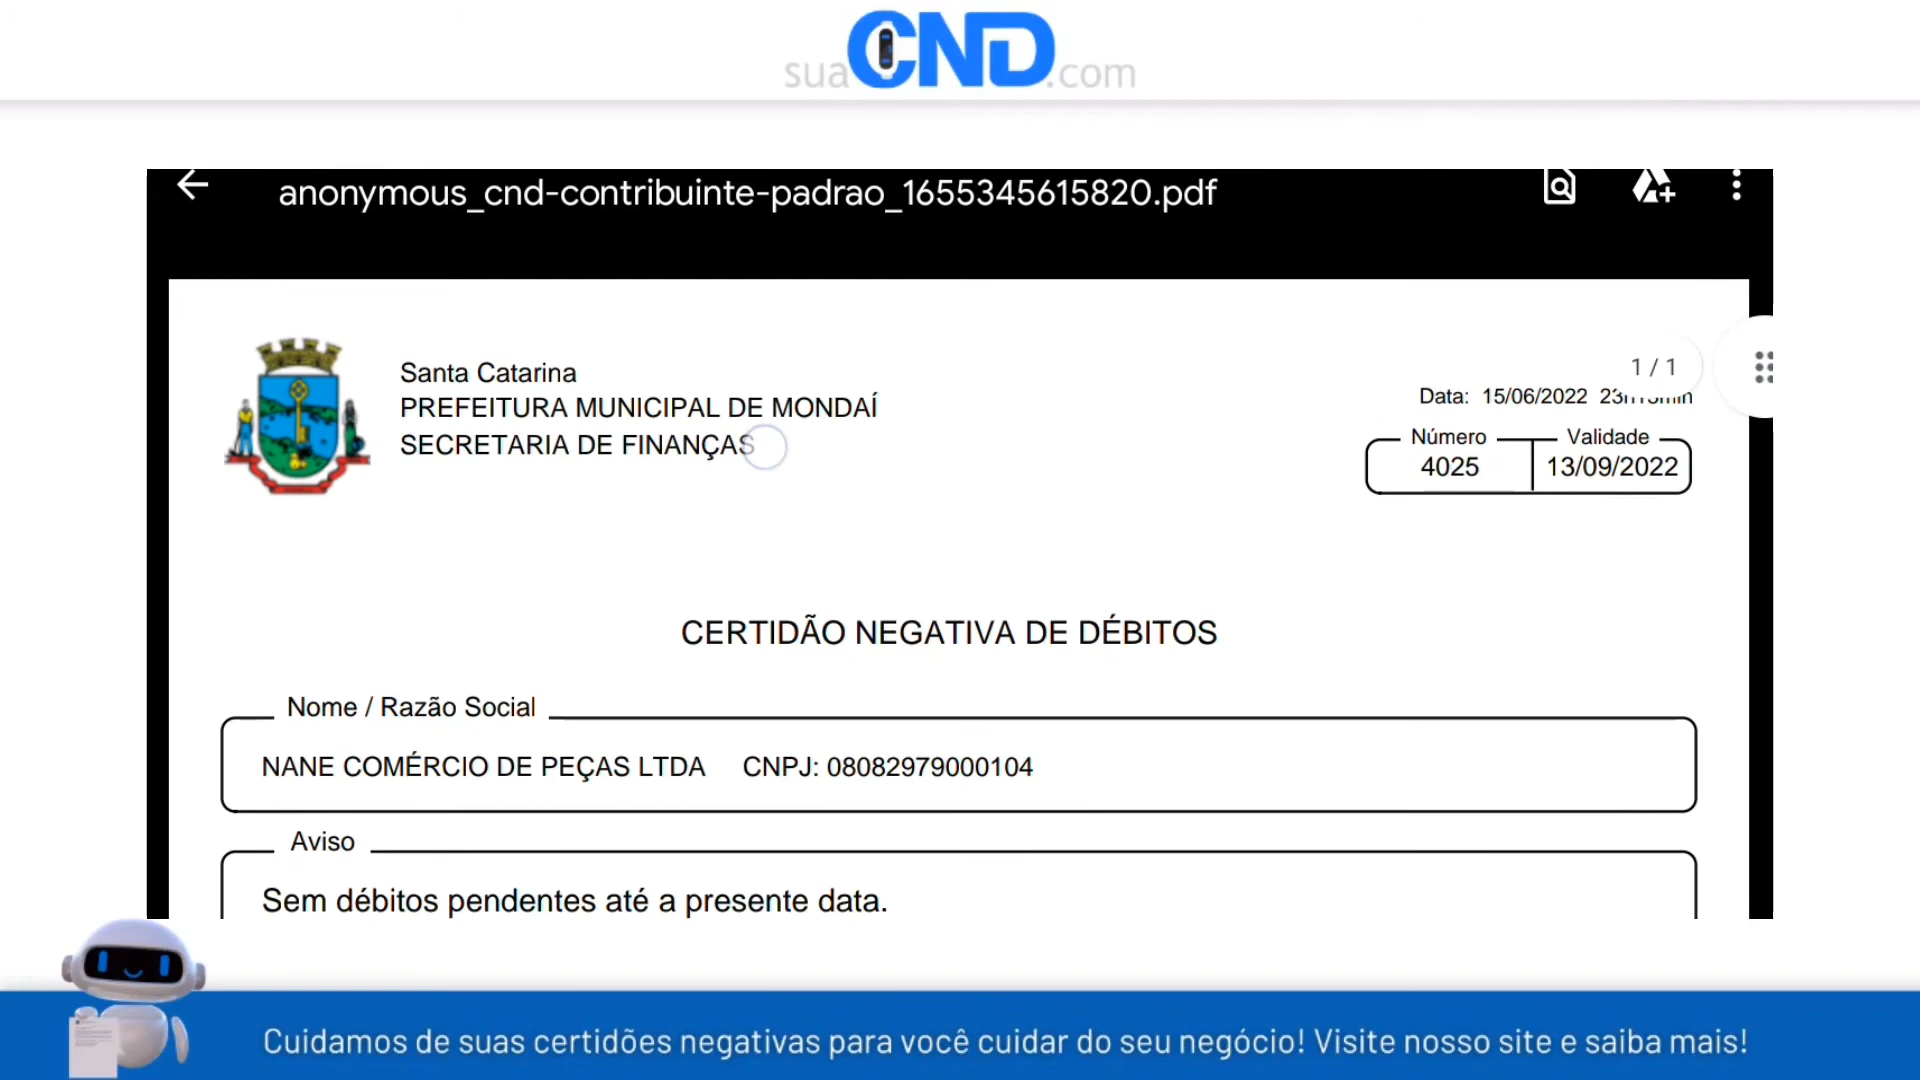 suaCND.com
anonymous_cnd-contribuinte-padrao_1655345615820.pdf
Santa Catarina
PREFEITURA MUNICIPAL DE MONDAÍ
SECRETARIA DE FINANÇAS
1 / 1
Data: 15/06/2022
Número Validade
4025 13/09/2022
CERTIDÃO NEGATIVA DE DÉBITOS
Nome / Razão Social
NANE COMÉRCIO DE PEÇAS LTDA CNPJ: 08082979000104
Aviso
Sem débitos pendentes até a presente data.
Cuidamos de suas certidões negativas para você cuidar do seu negócio! Visite nosso site e saiba mais!